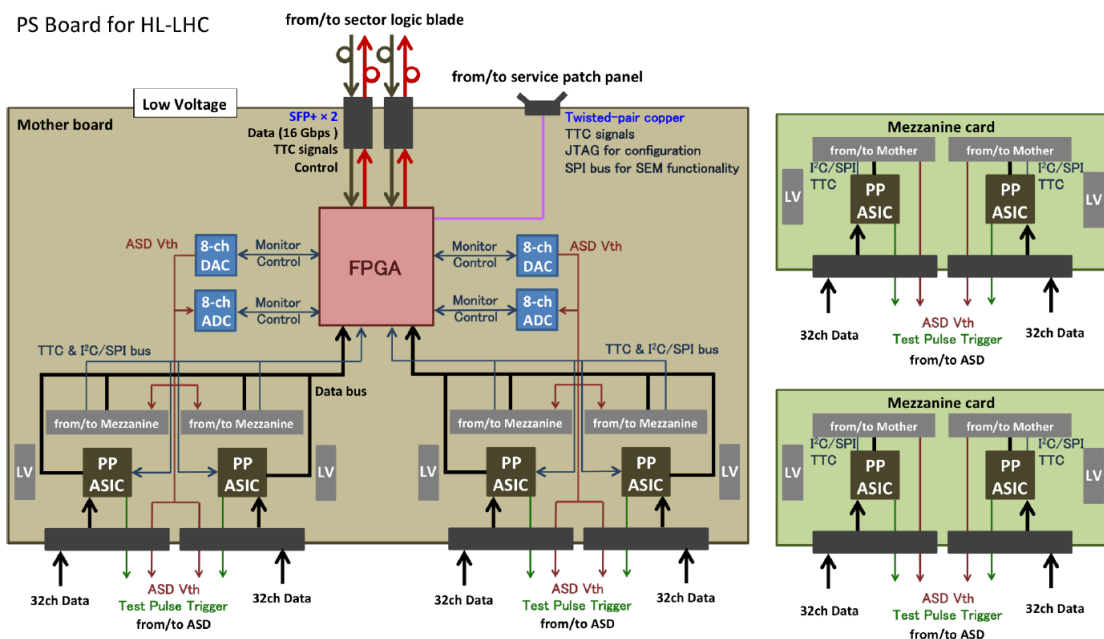 PS Board for HL-LHC
from/to sector logic blade
from/to service patch panel
Low Voltage
Mother board
SFP+ × 2
Data (16 Gbps )
TTC signals
Control
Twisted-pair copper
TTC signals
JTAG for configuration
SPI bus for SEM functionality
ASD Vth
8-ch
DAC
Monitor
Control
FPGA
Monitor
Control
8-ch
DAC
ASD Vth
8-ch
ADC
Monitor
Control
Monitor
Control
8-ch
ADC
TTC & I²C/SPI bus
TTC & I²C/SPI bus
Data bus
from/to Mezzanine
from/to Mezzanine
from/to Mezzanine
from/to Mezzanine
LV
PP
ASIC
PP
ASIC
LV
LV
PP
ASIC
PP
ASIC
LV
32ch Data
ASD Vth
Test Pulse Trigger
from/to ASD
32ch Data
32ch Data
ASD Vth
Test Pulse Trigger
from/to ASD
32ch Data
Mezzanine card
from/to Mother
from/to Mother
I²C/SPI
TTC
I²C/SPI
TTC
LV
PP
ASIC
PP
ASIC
LV
32ch Data
ASD Vth
Test Pulse Trigger
from/to ASD
32ch Data
Mezzanine card
from/to Mother
from/to Mother
I²C/SPI
TTC
I²C/SPI
TTC
LV
PP
ASIC
PP
ASIC
LV
32ch Data
ASD Vth
Test Pulse Trigger
from/to ASD
32ch Data